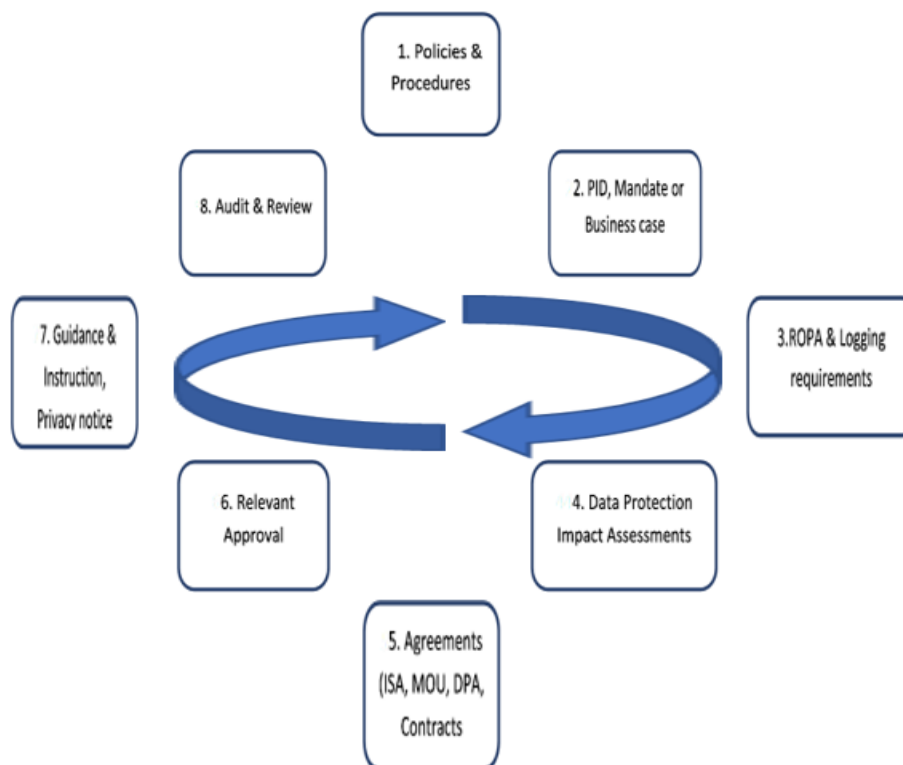 1. Policies &
Procedures
2. PID, Mandate or
Business case
3.ROPA & Logging
requirements
4. Data Protection
Impact Assessments
5. Agreements
(ISA, MOU, DPA,
Contracts
6. Relevant
Approval
7. Guidance &
Instruction,
Privacy notice
8. Audit & Review